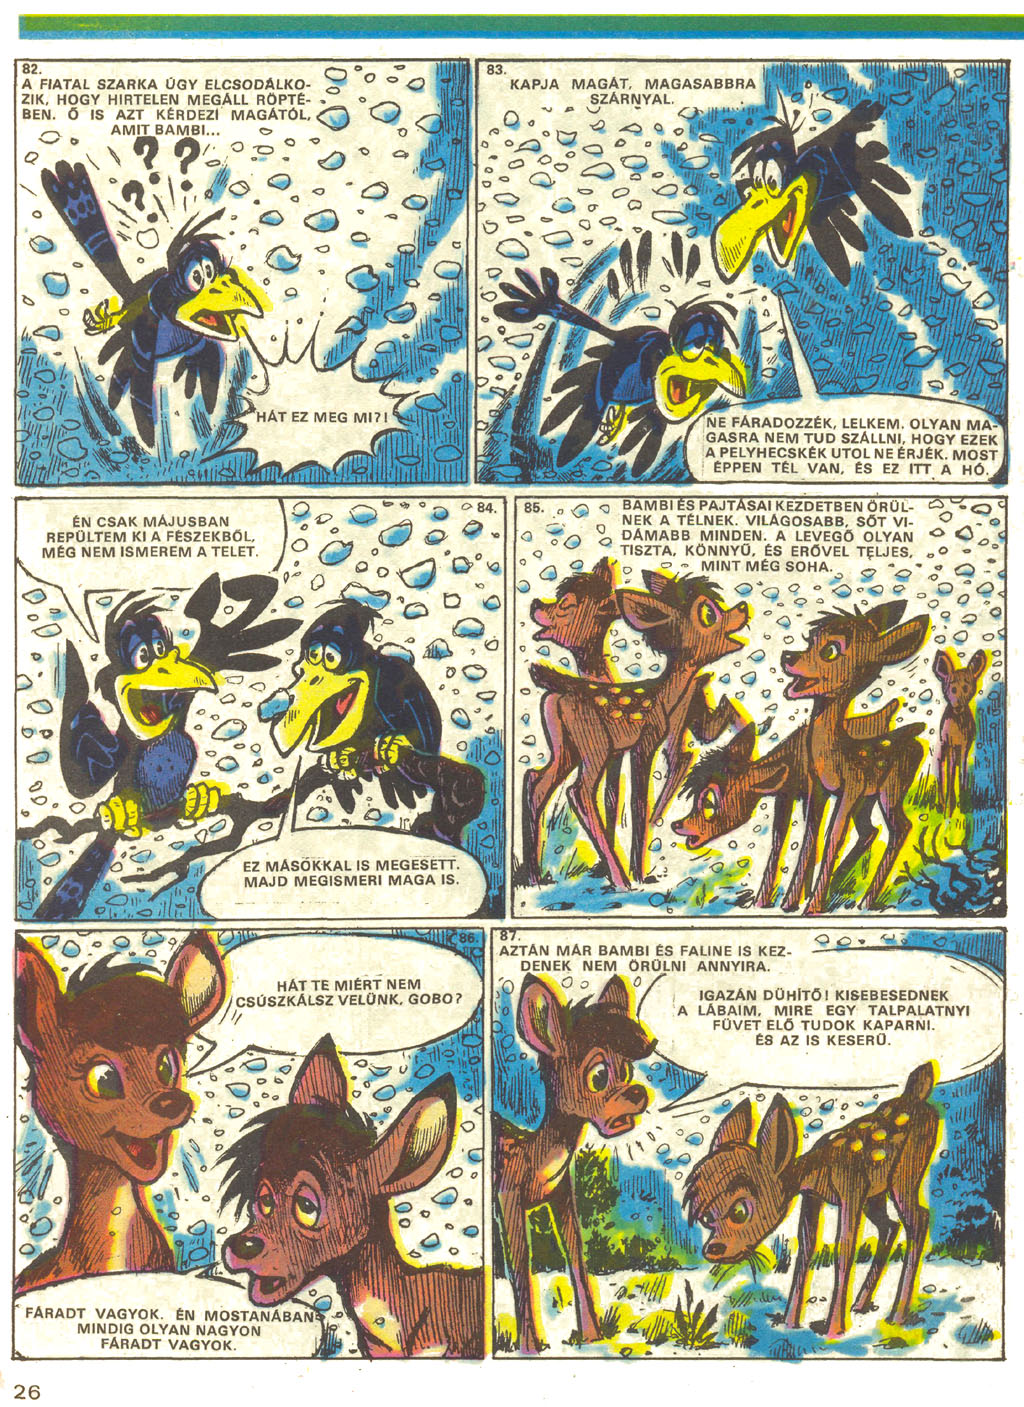 82.
A FIATAL SZARKA ÚGY ELCSODÁLKO-
ZIK, HOGY HIRTELEN MEGÁLL RÖPTÉ-
BEN. Ő IS AZT KÉRDEZI MAGÁTÓL,
AMIT BAMBI...
? ? ? ?
HÁT EZ MEG MI?!
83.
KAPJA MAGÁT, MAGASABBRA
SZÁRNYAL.
NE FÁRADOZZÉK, LELKEM. OLYAN MA-
GASRA NEM TUD SZÁLLNI, HOGY EZEK
A PELYHECSKÉK UTOL NE ÉRJÉK. MOST
ÉPPEN TÉL VAN, ÉS EZ ITT A HÓ.
84.
ÉN CSAK MÁJUSBAN
REPÜLTEM KI A FÉSZEKBŐL,
MÉG NEM ISMEREM A TELET.
EZ MÁSOKKAL IS MEGESETT.
MAJD MEGISMERI MAGA IS.
85.
BAMBI ÉS PAJTÁSAI KEZDETBEN ÖRÜL-
NEK A TÉLNEK. VILÁGOSABB, SŐT VI-
DÁMABB MINDEN. A LEVEGŐ OLYAN
TISZTA, KÖNNYŰ, ÉS ERŐVEL TELJES,
MINT MÉG SOHA.
86.
HÁT TE MIÉRT NEM
CSÚSZKÁLSZ VELÜNK, GOBO?
FÁRADT VAGYOK. ÉN MOSTANÁBAN
MINDIG OLYAN NAGYON
FÁRADT VAGYOK.
87.
AZTÁN MÁR BAMBI ÉS FALINE IS KEZ-
DENEK NEM ÖRÜLNI ANNYIRA.
IGAZÁN DÜHÍTŐ! KISEBESEDNEK
A LÁBAIM, MIRE EGY TALPALATNYI
FÜVET ELŐ TUDOK KAPARNI.
ÉS AZ IS KESERŰ.
26